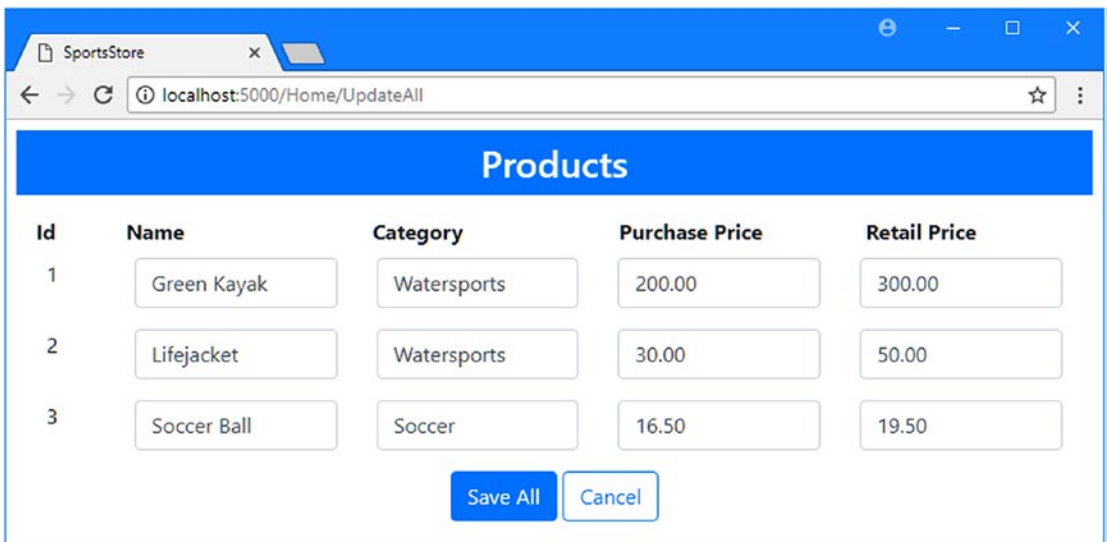 SportsStore
localhost:5000/Home/UpdateAll
Products
Id Name Category Purchase Price Retail Price
1 Green Kayak Watersports 200.00 300.00
2 Lifejacket Watersports 30.00 50.00
3 Soccer Ball Soccer 16.50 19.50
Save All Cancel